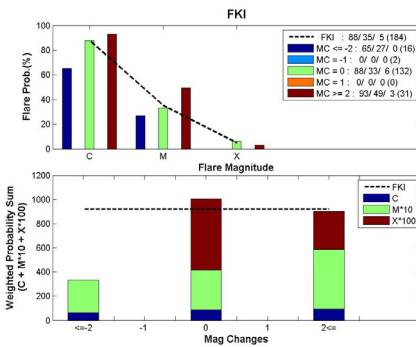 FKI
FKI : 88/ 35/ 5 (184)
MC <= -2 : 65/ 27/ 0 (16)
MC = -1 : 0/ 0/ 0 (2)
MC = 0 : 88/ 33/ 6 (132)
MC = 1 : 0/ 0/ 0 (0)
MC >= 2 : 93/ 49/ 3 (31)
Flare Prob.(%)
100
80
60
40
20
0
C
M
X
Flare Magnitude
Weighted Probability Sum
(C + M*10 + X*100)
1200
1000
800
600
400
200
0
FKI
C
M*10
X*100
<=-2
-1
0
1
2<=
Mag Changes